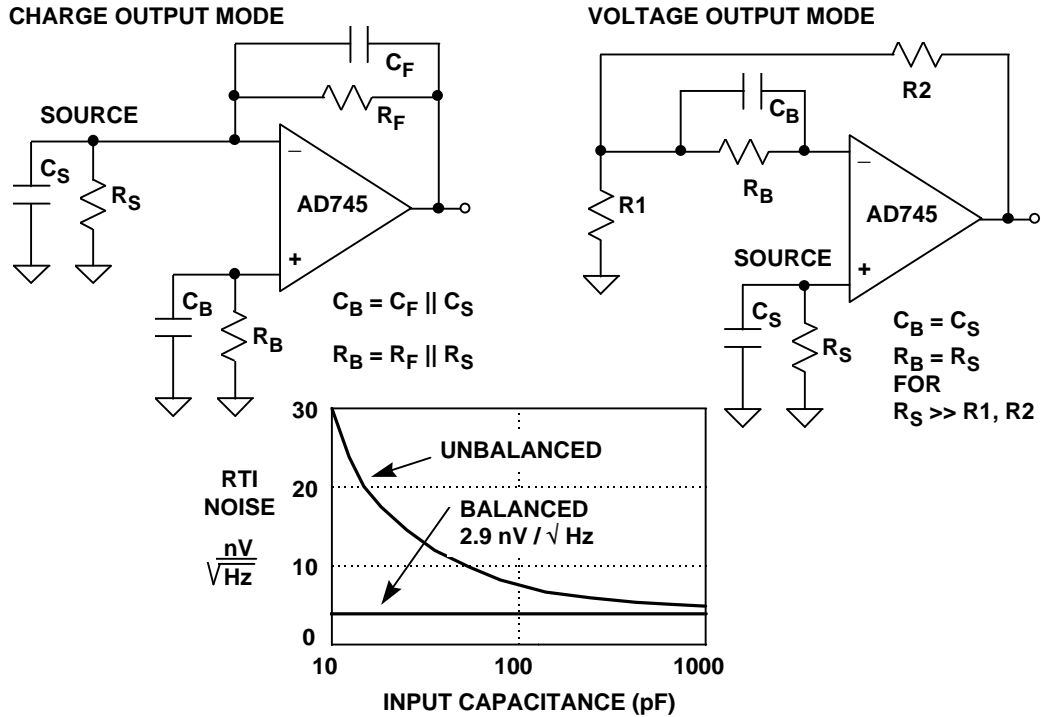 CHARGE OUTPUT MODE
C_F
R_F
SOURCE
C_S
R_S
–
AD745
+
C_B
R_B
C_B = C_F || C_S
R_B = R_F || R_S
VOLTAGE OUTPUT MODE
R2
C_B
R_B
R1
–
AD745
+
SOURCE
C_S
R_S
C_B = C_S
R_B = R_S
FOR
R_S >> R1, R2
RTI
NOISE
nV
√Hz
30
20
10
0
UNBALANCED
BALANCED
2.9 nV / √ Hz
10 100 1000
INPUT CAPACITANCE (pF)